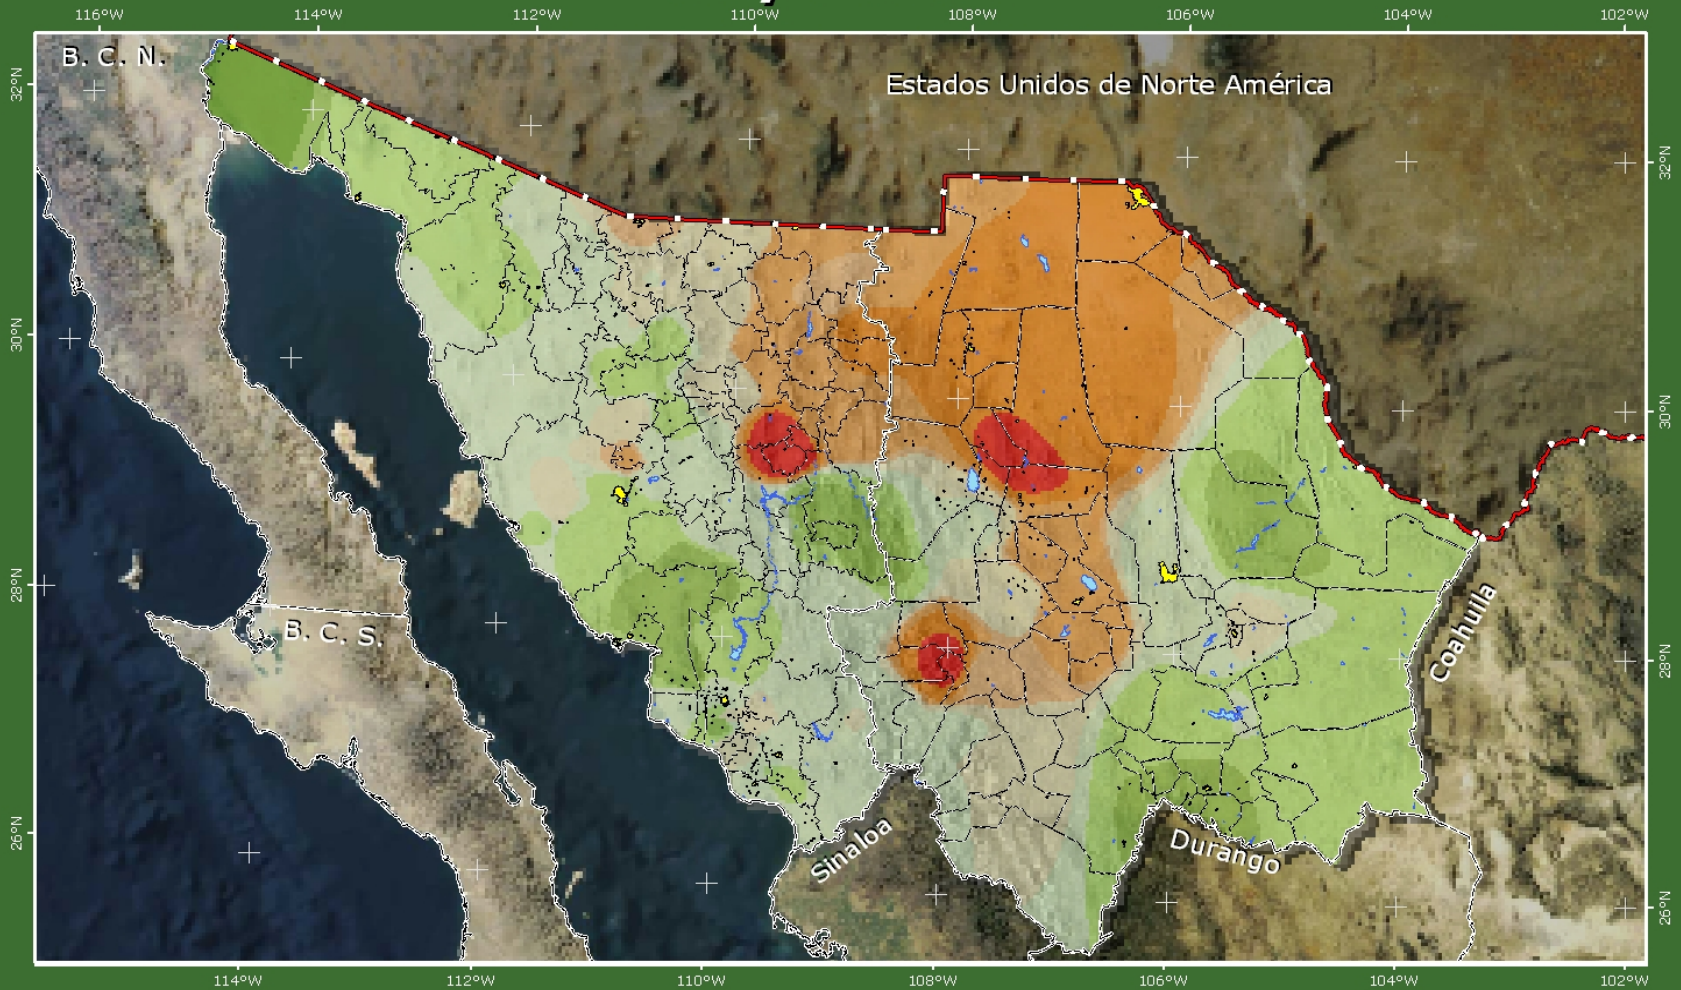 116°W 114°W 112°W 110°W 108°W 106°W 104°W 102°W
B. C. N.
Estados Unidos de Norte América
32°N
32°N
30°N
30°N
28°N
28°N
B. C. S.
Coahuila
Sinaloa
Durango
26°N
26°N
114°W 112°W 110°W 108°W 106°W 104°W 102°W